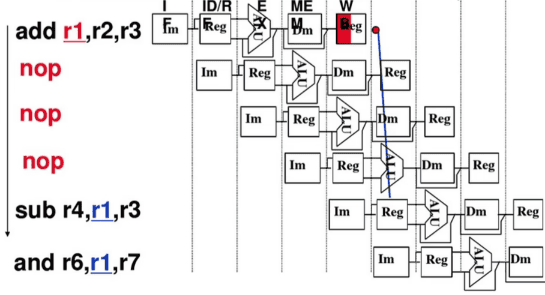 I ID/R E ME W
F F X M B
add r1,r2,r3 Im Reg ALU Dm Reg
nop Im Reg ALU Dm Reg
nop Im Reg ALU Dm Reg
nop Im Reg ALU Dm Reg
sub r4,r1,r3 Im Reg ALU Dm Reg
and r6,r1,r7 Im Reg ALU Dm